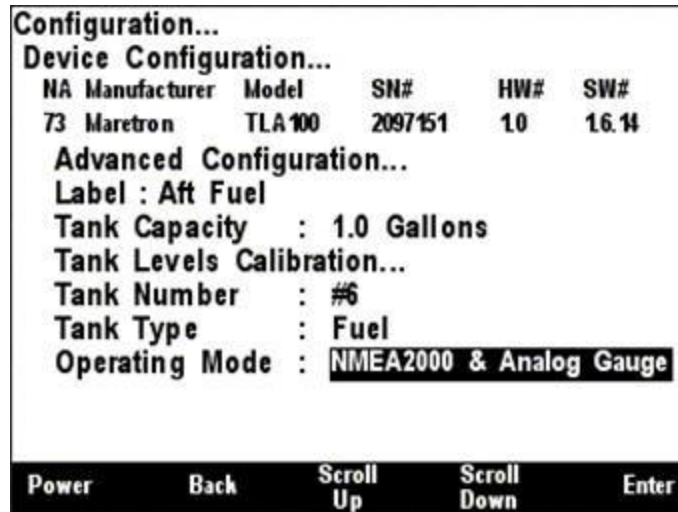 Configuration...
Device Configuration...
NA Manufacturer Model SN# HW# SW#
73 Maretron TLA100 2097151 1.0 1.6.14
Advanced Configuration...
Label : Aft Fuel
Tank Capacity : 1.0 Gallons
Tank Levels Calibration...
Tank Number : #6
Tank Type : Fuel
Operating Mode : NMEA2000 & Analog Gauge
Power Back Scroll Up Scroll Down Enter